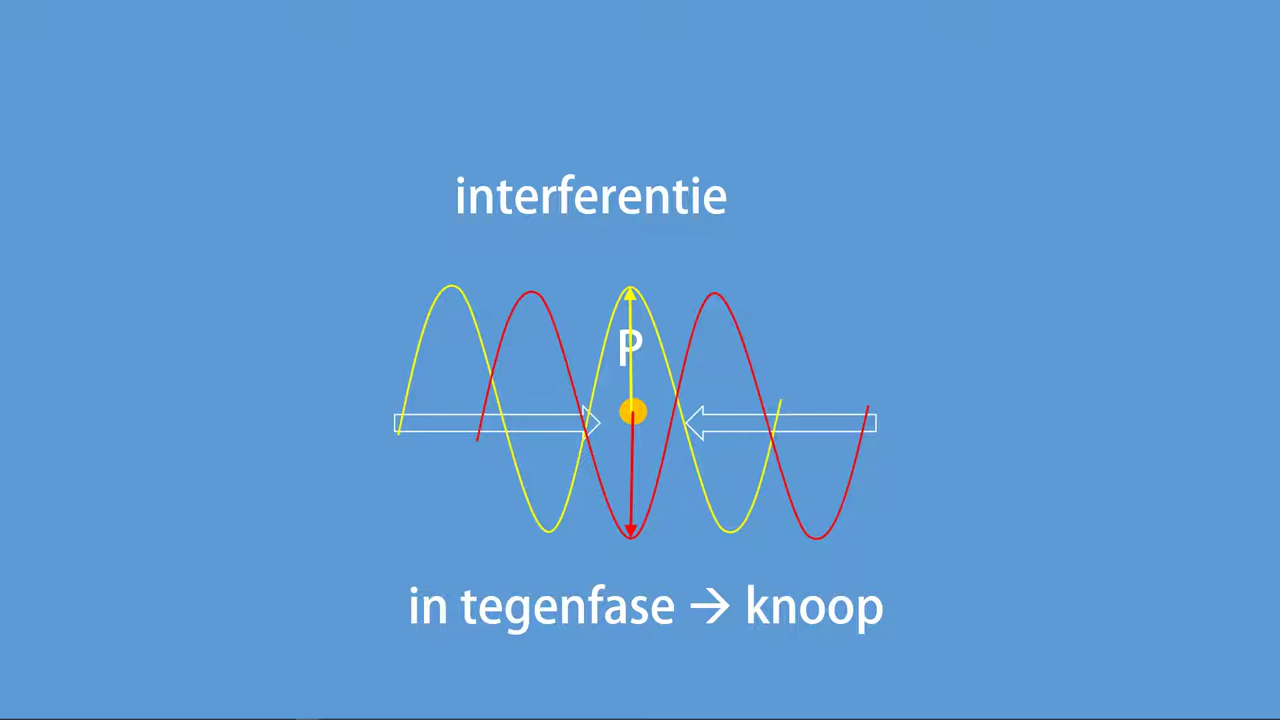 interferentie
P
in tegenfase → knoop